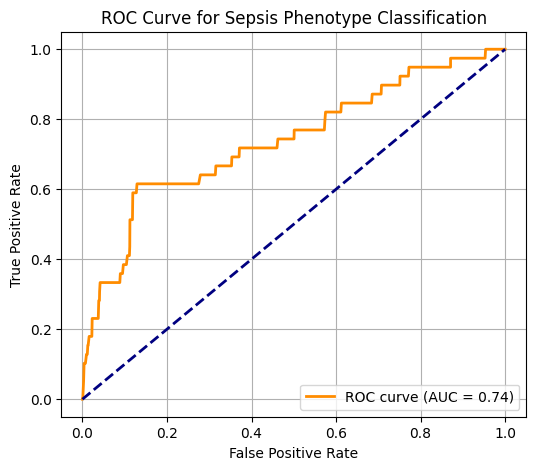 ROC Curve for Sepsis Phenotype Classification
1.0
0.8
0.6
0.4
0.2
0.0
True Positive Rate
ROC curve (AUC = 0.74)
0.0 0.2 0.4 0.6 0.8 1.0
False Positive Rate